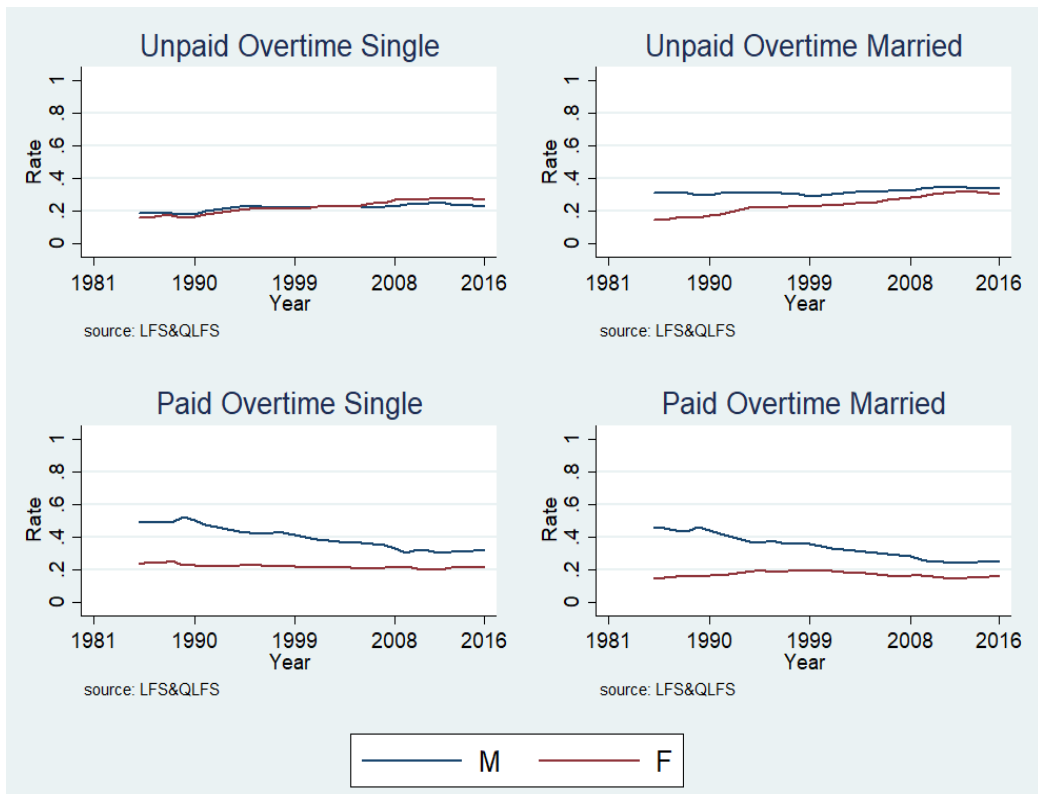 Unpaid Overtime Single
Rate
1
.8
.6
.4
.2
0
1981 1990 1999 2008 2016
Year
source: LFS&QLFS
Unpaid Overtime Married
Rate
1
.8
.6
.4
.2
0
1981 1990 1999 2008 2016
Year
source: LFS&QLFS
Paid Overtime Single
Rate
1
.8
.6
.4
.2
0
1981 1990 1999 2008 2016
Year
source: LFS&QLFS
Paid Overtime Married
Rate
1
.8
.6
.4
.2
0
1981 1990 1999 2008 2016
Year
source: LFS&QLFS
M F